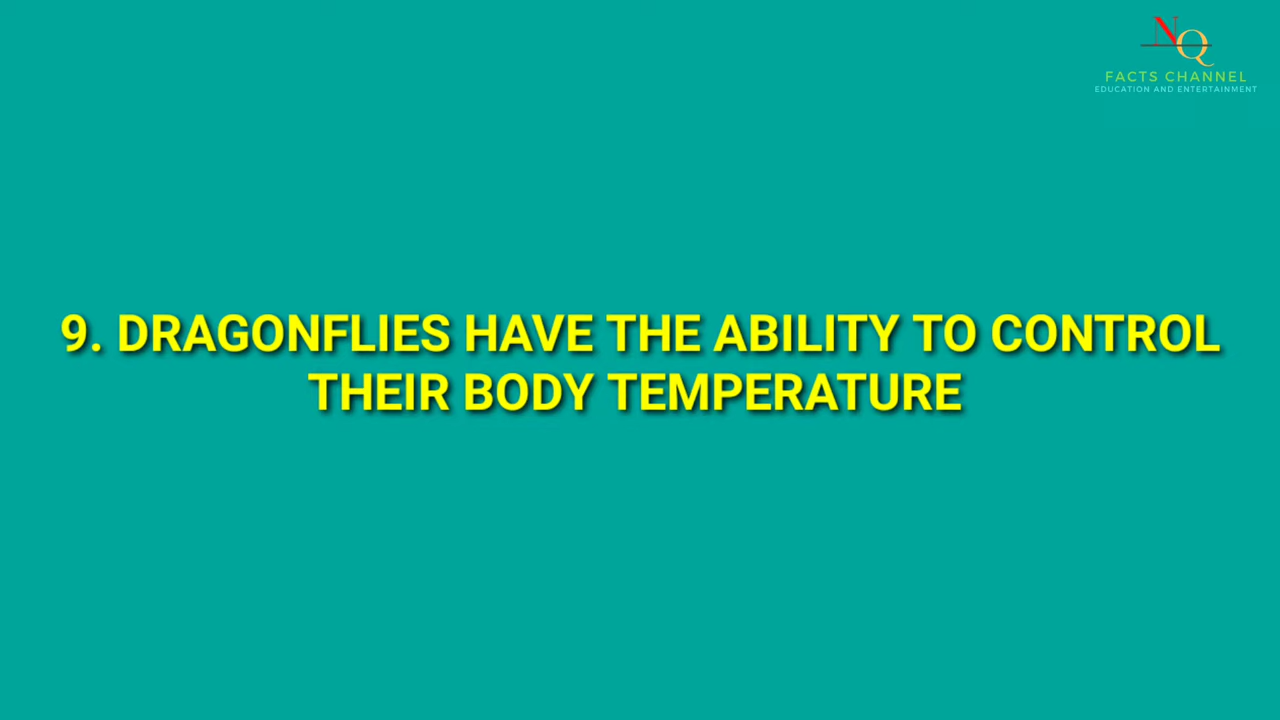 NQ
FACTS CHANNEL
EDUCATION AND ENTERTAINMENT
9. DRAGONFLIES HAVE THE ABILITY TO CONTROL
THEIR BODY TEMPERATURE